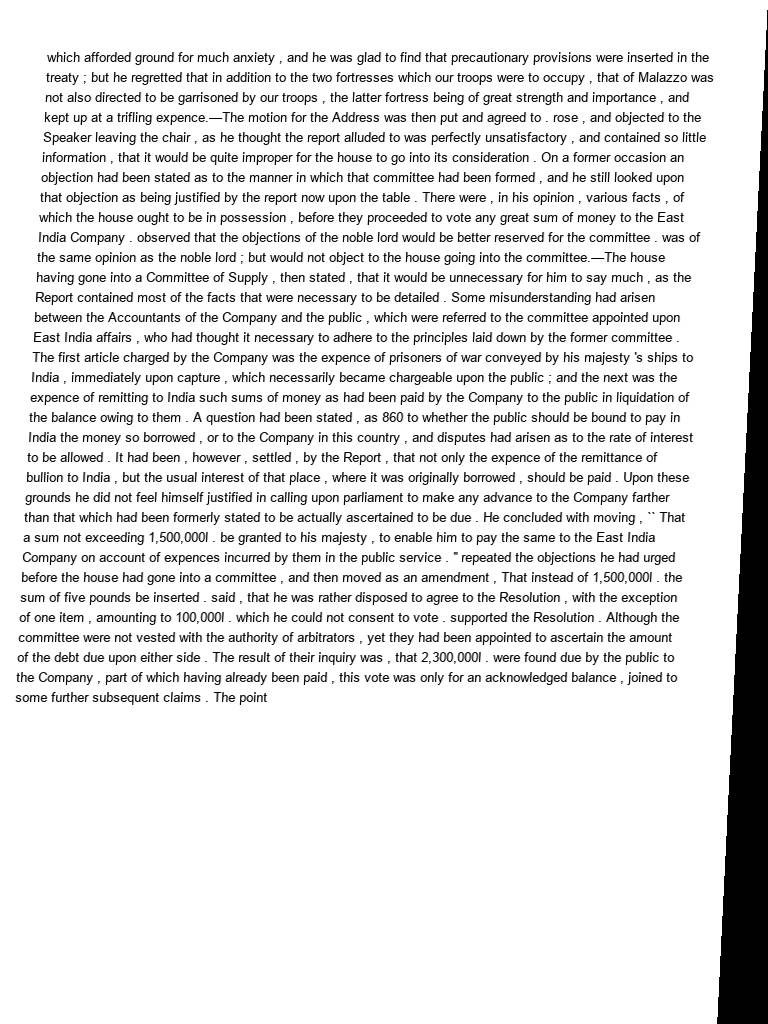 which afforded ground for much anxiety , and he was glad to find that precautionary provisions were inserted in the
treaty ; but he regretted that in addition to the two fortresses which our troops were to occupy , that of Malazzo was
not also directed to be garrisoned by our troops , the latter fortress being of great strength and importance , and
kept up at a trifling expence.—The motion for the Address was then put and agreed to . rose , and objected to the
Speaker leaving the chair , as he thought the report alluded to was perfectly unsatisfactory , and contained so little
information , that it would be quite improper for the house to go into its consideration . On a former occasion an
objection had been stated as to the manner in which that committee had been formed , and he still looked upon
that objection as being justified by the report now upon the table . There were , in his opinion , various facts , of
which the house ought to be in possession , before they proceeded to vote any great sum of money to the East
India Company . observed that the objections of the noble lord would be better reserved for the committee . was of
the same opinion as the noble lord ; but would not object to the house going into the committee.—The house
having gone into a Committee of Supply , then stated , that it would be unnecessary for him to say much , as the
Report contained most of the facts that were necessary to be detailed . Some misunderstanding had arisen
between the Accountants of the Company and the public , which were referred to the committee appointed upon
East India affairs , who had thought it necessary to adhere to the principles laid down by the former committee .
The first article charged by the Company was the expence of prisoners of war conveyed by his majesty 's ships to
India , immediately upon capture , which necessarily became chargeable upon the public ; and the next was the
expence of remitting to India such sums of money as had been paid by the Company to the public in liquidation of
the balance owing to them . A question had been stated , as 860 to whether the public should be bound to pay in
India the money so borrowed , or to the Company in this country , and disputes had arisen as to the rate of interest
to be allowed . It had been , however , settled , by the Report , that not only the expence of the remittance of
bullion to India , but the usual interest of that place , where it was originally borrowed , should be paid . Upon these
grounds he did not feel himself justified in calling upon parliament to make any advance to the Company farther
than that which had been formerly stated to be actually ascertained to be due . He concluded with moving , `` That
a sum not exceeding 1,500,000l . be granted to his majesty , to enable him to pay the same to the East India
Company on account of expences incurred by them in the public service . " repeated the objections he had urged
before the house had gone into a committee , and then moved as an amendment , That instead of 1,500,000l . the
sum of five pounds be inserted . said , that he was rather disposed to agree to the Resolution , with the exception
of one item , amounting to 100,000l . which he could not consent to vote . supported the Resolution . Although the
committee were not vested with the authority of arbitrators , yet they had been appointed to ascertain the amount
of the debt due upon either side . The result of their inquiry was , that 2,300,000l . were found due by the public to
the Company , part of which having already been paid , this vote was only for an acknowledged balance , joined to
some further subsequent claims . The point